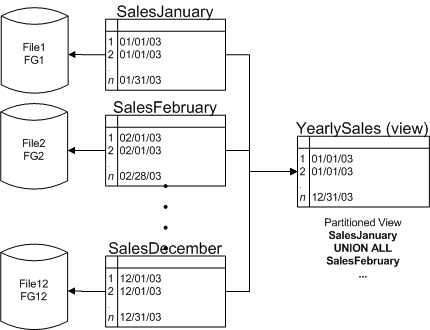 SalesJanuary
File1
FG1
1 01/01/03
2 01/01/03
.
n 01/31/03
SalesFebruary
File2
FG2
1 02/01/03
2 02/01/03
.
n 02/28/03
SalesDecember
File12
FG12
1 12/01/03
2 12/01/03
.
n 12/31/03
YearlySales (view)
1 01/01/03
2 01/01/03
.
n 12/31/03
Partitioned View
SalesJanuary
UNION ALL
SalesFebruary
...